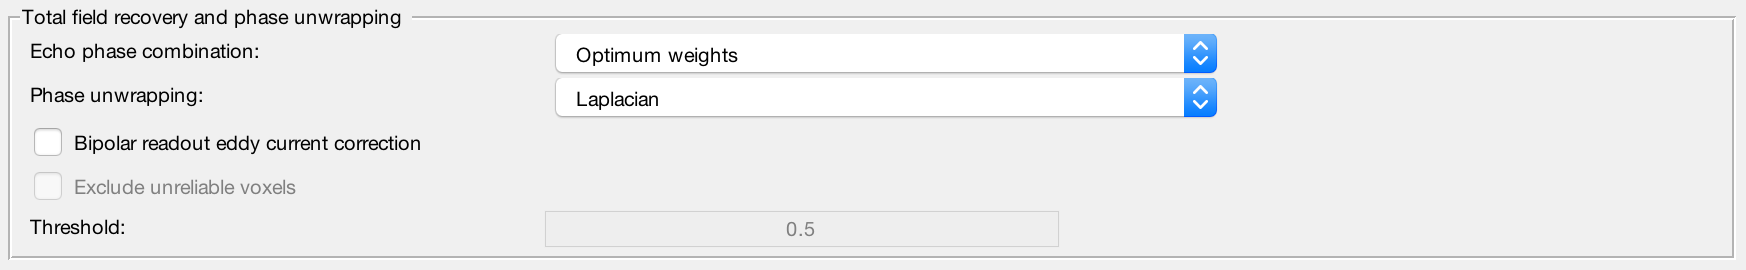 Total field recovery and phase unwrapping
Echo phase combination: Optimum weights
Phase unwrapping: Laplacian
Bipolar readout eddy current correction
Exclude unreliable voxels
Threshold: 0.5